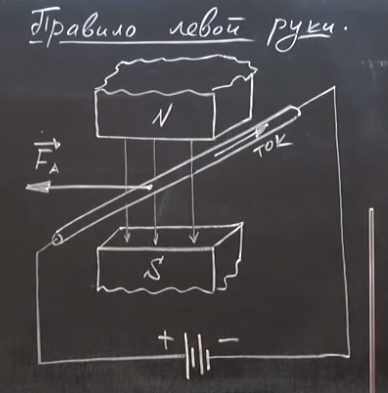 Правило левой руки.
N
ток
F_A
S
+ −